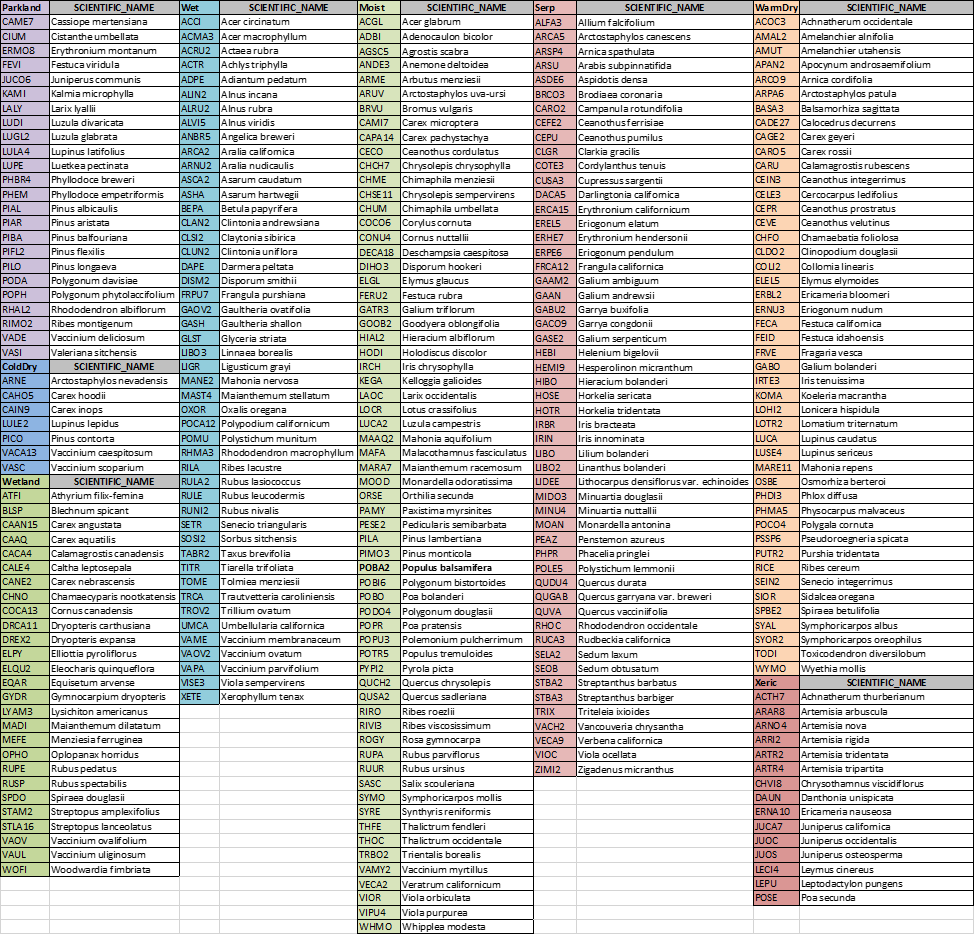 Parkland SCIENTIFIC_NAME Wet SCIENTIFIC_NAME Moist SCIENTIFIC_NAME Serp SCIENTIFIC_NAME WarmDry SCIENTIFIC_NAME
CAME7 Cassiope mertensiana ACCI Acer circinatum ACGL Acer glabrum ALFA3 Allium falcifolium ACOC3 Achnatherum occidentale
CIUM Cistanthe umbellata ACMA3 Acer macrophyllum ADBI Adenocaulon bicolor ARCA5 Arctostaphylos canescens AMAL2 Amelanchier alnifolia
ERMO8 Erythronium montanum ACRU2 Actaea rubra AGSC5 Agrostis scabra ARSP4 Arnica spathulata AMUT Amelanchier utahensis
FEVI Festuca viridula ACTR Achlys triphylla ANDE3 Anemone deltoidea ARSU Arabis subpinnatifida APAN2 Apocynum androsaemifolium
JUCO6 Juniperus communis ADPE Adiantum pedatum ARME Arbutus menziesii ASDE6 Aspidotis densa ARCO9 Arnica cordifolia
KAMI Kalmia microphylla ALIN2 Alnus incana ARUV Arctostaphylos uva-ursi BRCO3 Brodiaea coronaria ARPA6 Arctostaphylos patula
LALY Larix lyallii ALRU2 Alnus rubra BRVU Bromus vulgaris CARO2 Campanula rotundifolia BASA3 Balsamorhiza sagittata
LUDI Luzula divaricata ALVI5 Alnus viridis CAMI7 Carex microptera CEFE2 Ceanothus ferrisiae CADE27 Calocedrus decurrens
LUGL2 Luzula glabrata ANBR5 Angelica breweri CAPA14 Carex pachystachya CEPU Ceanothus pumilus CAGE2 Carex geyeri
LULA4 Lupinus latifolius ARCA2 Aralia californica CECO Ceanothus cordulatus CLGR Clarkia gracilis CARO5 Carex rossii
LUPE Luetkea pectinata ARNU2 Aralia nudicaulis CHCH7 Chrysolepis chrysophylla COTE3 Cordylanthus tenuis CARU Calamagrostis rubescens
PHBR4 Phyllodoce breweri ASCA2 Asarum caudatum CHME Chimaphila menziesii CUSA3 Cupressus sargentii CEIN3 Ceanothus integerrimus
PHEM Phyllodoce empetriformis ASHA Asarum hartwegii CHSE11 Chrysolepis sempervirens DACA5 Darlingtonia californica CELE3 Cercocarpus ledifolius
PIAL Pinus albicaulis BEPA Betula papyrifera CHUM Chimaphila umbellata ERCA15 Erythronium californicum CEPR Ceanothus prostratus
PIAR Pinus aristata CLAN2 Clintonia andrewsiana COCO6 Corylus cornuta EREL5 Eriogonum elatum CEVE Ceanothus velutinus
PIBA Pinus balfouriana CLSI2 Claytonia sibirica CONU4 Cornus nuttallii ERHE7 Erythronium hendersonii CHFO Chamaebatia foliolosa
PIFL2 Pinus flexilis CLUN2 Clintonia uniflora DECA18 Deschampsia caespitosa ERPE6 Eriogonum pendulum CLDO2 Clinopodium douglasii
PILO Pinus longaeva DAPE Darmera peltata DIHO3 Disporum hookeri FRCA12 Frangula californica COLI2 Collomia linearis
PODA Polygonum davisiae DISM2 Disporum smithii ELGL Elymus glaucus GAAM2 Galium ambiguum ELEL5 Elymus elymoides
POPH Polygonum phytolaccifolium FRPU7 Frangula purshiana FERU2 Festuca rubra GAAN Galium andrewsii ERBL2 Ericameria bloomeri
RHAL2 Rhododendron albiflorum GAOV2 Gaultheria ovatifolia GATR3 Galium triflorum GABU2 Garrya buxifolia ERNU3 Eriogonum nudum
RIMO2 Ribes montigenum GASH Gaultheria shallon GOOB2 Goodyera oblongifolia GACO9 Garrya congdonii FECA Festuca californica
VADE Vaccinium deliciosum GLST Glyceria striata HIAL2 Hieracium albiflorum GASE2 Galium serpenticum FEID Festuca idahoensis
VASI Valeriana sitchensis LIBO3 Linnaea borealis HODI Holodiscus discolor HEBI Helenium bigelovii FRVE Fragaria vesca
ColdDry SCIENTIFIC_NAME LIGR Ligusticum grayi IRCH Iris chrysophylla HEMI9 Hesperolinon micranthum GABO Galium bolanderi
ARNE Arctostaphylos nevadensis MANE2 Mahonia nervosa KEGA Kelloggia galioides HIBO Hieracium bolanderi IRTE3 Iris tenuissima
CAHO5 Carex hoodii MAST4 Maianthemum stellatum LAOC Larix occidentalis HOSE Horkelia sericata KOMA Koeleria macrantha
CAIN9 Carex inops OXOR Oxalis oregana LOCR Lotus crassifolius HOTR Horkelia tridentata LOHI2 Lonicera hispidula
LULE2 Lupinus lepidus POCA12 Polypodium californicum LUCA2 Luzula campestris IRBR Iris bracteata LOTR2 Lomatium triternatum
PICO Pinus contorta POMU Polystichum munitum MAAQ2 Mahonia aquifolium IRIN Iris innominata LUCA Lupinus caudatus
VACA13 Vaccinium caespitosum RHMA3 Rhododendron macrophyllum MAFA Malacothamnus fasciculatus LIBO Lilium bolanderi LUSE4 Lupinus sericeus
VASC Vaccinium scoparium RILA Ribes lacustre MARA7 Maianthemum racemosum LIBO2 Linanthus bolanderi MARE11 Mahonia repens
Wetland SCIENTIFIC_NAME RULA2 Rubus lasiococcus MOOD Monardella odoratissima LIDEE Lithocarpus densiflorus var. echinoides OSBE Osmorhiza berteroi
ATFI Athyrium filix-femina RULE Rubus leucodermis ORSE Orthilia secunda MIDO3 Minuartia douglasii PHDI3 Phlox diffusa
BLSP Blechnum spicant RUNI2 Rubus nivalis PAMY Paxistima myrsinites MINU4 Minuartia nuttallii PHMA5 Physocarpus malvaceus
CAAN15 Carex angustata SETR Senecio triangularis PESE2 Pedicularis semibarbata MOAN Monardella antonina POCO4 Polygala cornuta
CAAQ Carex aquatilis SOSI2 Sorbus sitchensis PILA Pinus lambertiana PEAZ Penstemon azureus PSSP6 Pseudoroegneria spicata
CACA4 Calamagrostis canadensis TABR2 Taxus brevifolia PIMO3 Pinus monticola PHPR Phacelia pringlei PUTR2 Purshia tridentata
CALE4 Caltha leptosepala TITR Tiarella trifoliata POBA2 Populus balsamifera POLE5 Polystichum lemmonii RICE Ribes cereum
CANE2 Carex nebrascensis TOME Tolmiea menziesii POBI6 Polygonum bistortoides QUDU4 Quercus durata SEIN2 Senecio integerrimus
CHNO Chamaecyparis nootkatensis TRCA Trautvetteria caroliniensis POBO Poa bolanderi QUGAB Quercus garryana var. breweri SIOR Sidalcea oregana
COCA13 Cornus canadensis TROV2 Trillium ovatum PODO4 Polygonum douglasii QUVA Quercus vacciniifolia SPBE2 Spiraea betulifolia
DRCA11 Dryopteris carthusiana UMCA Umbellularia californica POPR Poa pratensis RHOC Rhododendron occidentale SYAL Symphoricarpos albus
DREX2 Dryopteris expansa VAME Vaccinium membranaceum POPU3 Polemonium pulcherrimum RUCA3 Rudbeckia californica SYOR2 Symphoricarpos oreophilus
ELPY Elliottia pyroliflorus VAOV2 Vaccinium ovatum POTR5 Populus tremuloides SELA2 Sedum laxum TODI Toxicodendron diversilobum
ELQU2 Eleocharis quinqueflora VAPA Vaccinium parvifolium PYPI2 Pyrola picta SEOB Sedum obtusatum WYMO Wyethia mollis
EQAR Equisetum arvense VISE3 Viola sempervirens QUCH2 Quercus chrysolepis STBA2 Streptanthus barbatus Xeric SCIENTIFIC_NAME
GYDR Gymnocarpium dryopteris XETE Xerophyllum tenax QUSA2 Quercus sadleriana STBA3 Streptanthus barbiger ACTH7 Achnatherum thurberianum
LYAM3 Lysichiton americanus RIRO Ribes roezlii TRIX Triteleia ixioides ARAR8 Artemisia arbuscula
MADI Maianthemum dilatatum RIVI3 Ribes viscosissimum VACH2 Vancouveria chrysantha ARNO4 Artemisia nova
MEFE Menziesia ferruginea ROGY Rosa gymnocarpa VECA9 Verbena californica ARRI2 Artemisia rigida
OPHO Oplopanax horridus RUPA Rubus parviflorus VIOC Viola ocellata ARTR2 Artemisia tridentata
RUPE Rubus pedatus RUUR Rubus ursinus ZIMI2 Zigadenus micranthus ARTR4 Artemisia tripartita
RUSP Rubus spectabilis SASC Salix scouleriana CHVI8 Chrysothamnus viscidiflorus
SPDO Spiraea douglasii SYMO Symphoricarpos mollis DAUN Danthonia unispicata
STAM2 Streptopus amplexifolius SYRE Synthyris reniformis ERNA10 Ericameria nauseosa
STLA16 Streptopus lanceolatus THFE Thalictrum fendleri JUCA7 Juniperus californica
VAOV Vaccinium ovalifolium THOC Thalictrum occidentale JUOC Juniperus occidentalis
VAUL Vaccinium uliginosum TRBO2 Trientalis borealis JUOS Juniperus osteosperma
WOFI Woodwardia fimbriata VAMY2 Vaccinium myrtillus LECI4 Leymus cinereus
VECA2 Veratrum californicum LEPU Leptodactylon pungens
VIOR Viola orbiculata POSE Poa secunda
VIPU4 Viola purpurea
WHMO Whipplea modesta